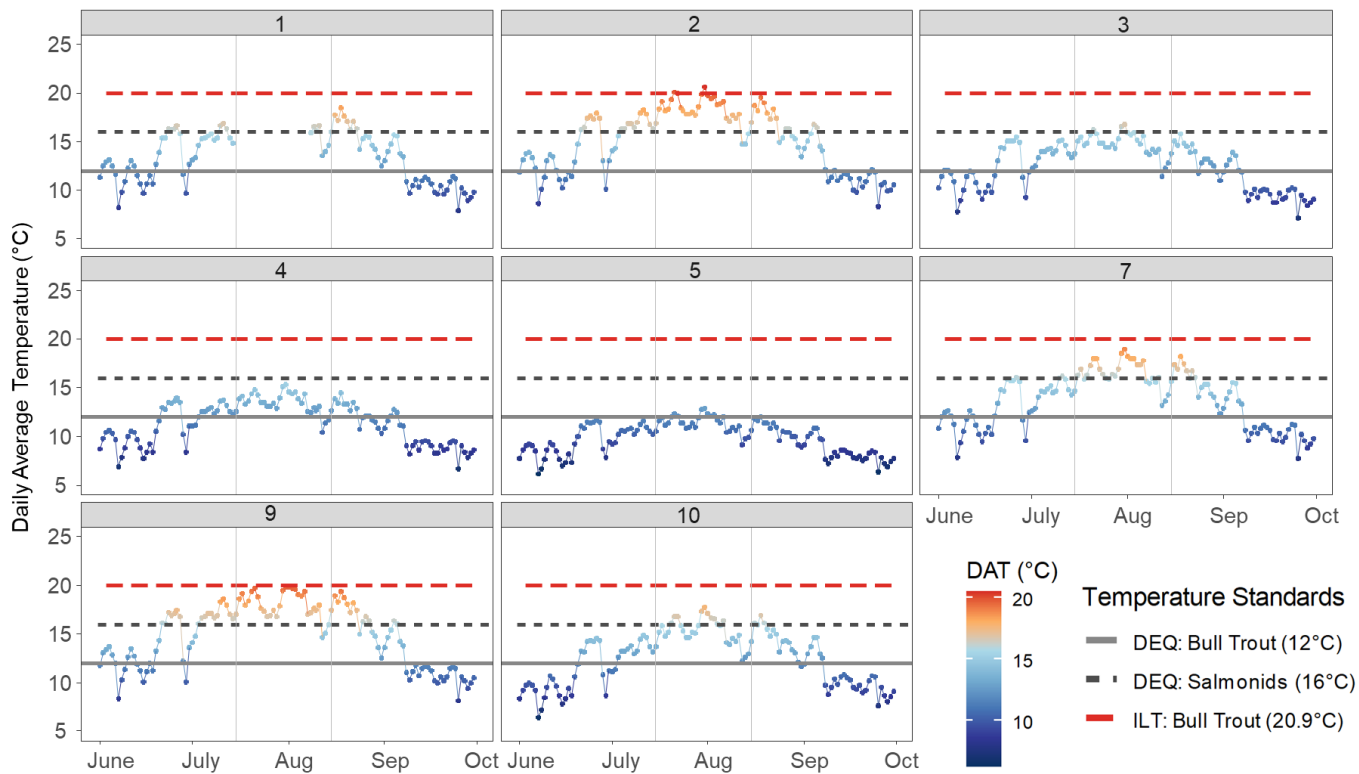 Daily Average Temperature (°C)
1
2
3
25
20
15
10
5
4
5
7
25
20
15
10
5
June July Aug Sep Oct
9
10
25
20
15
10
5
June July Aug Sep Oct
June July Aug Sep Oct
DAT (°C)
20
15
10
Temperature Standards
DEQ: Bull Trout (12°C)
DEQ: Salmonids (16°C)
ILT: Bull Trout (20.9°C)